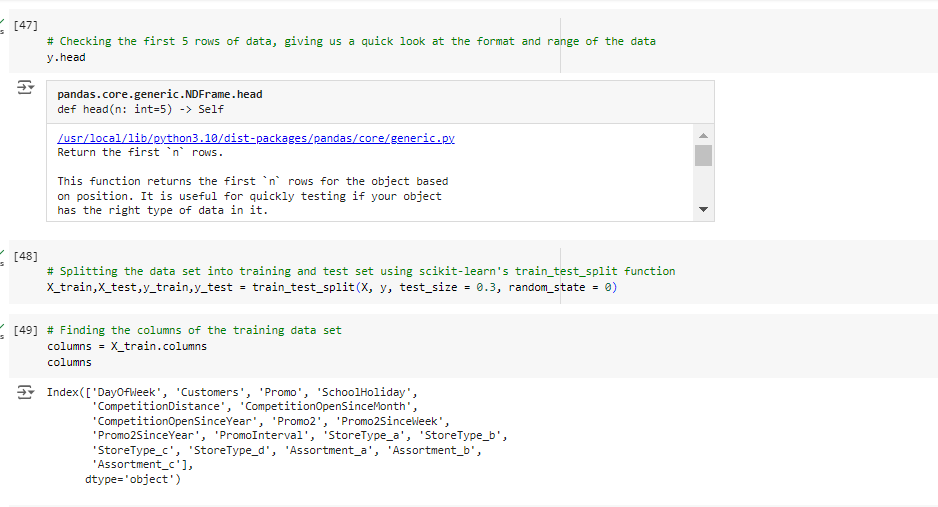 [47]
# Checking the first 5 rows of data, giving us a quick look at the format and range of the data
y.head
pandas.core.generic.NDFrame.head
def head(n: int=5) -> Self
/usr/local/lib/python3.10/dist-packages/pandas/core/generic.py
Return the first `n` rows.
This function returns the first `n` rows for the object based
on position. It is useful for quickly testing if your object
has the right type of data in it.
[48]
# Splitting the data set into training and test set using scikit-learn's train_test_split function
X_train,X_test,y_train,y_test = train_test_split(X, y, test_size = 0.3, random_state = 0)
[49] # Finding the columns of the training data set
columns = X_train.columns
columns
Index(['DayOfWeek', 'Customers', 'Promo', 'SchoolHoliday',
'CompetitionDistance', 'CompetitionOpenSinceMonth',
'CompetitionOpenSinceYear', 'Promo2', 'Promo2SinceWeek',
'Promo2SinceYear', 'PromoInterval', 'StoreType_a', 'StoreType_b',
'StoreType_c', 'StoreType_d', 'Assortment_a', 'Assortment_b',
'Assortment_c'],
dtype='object')